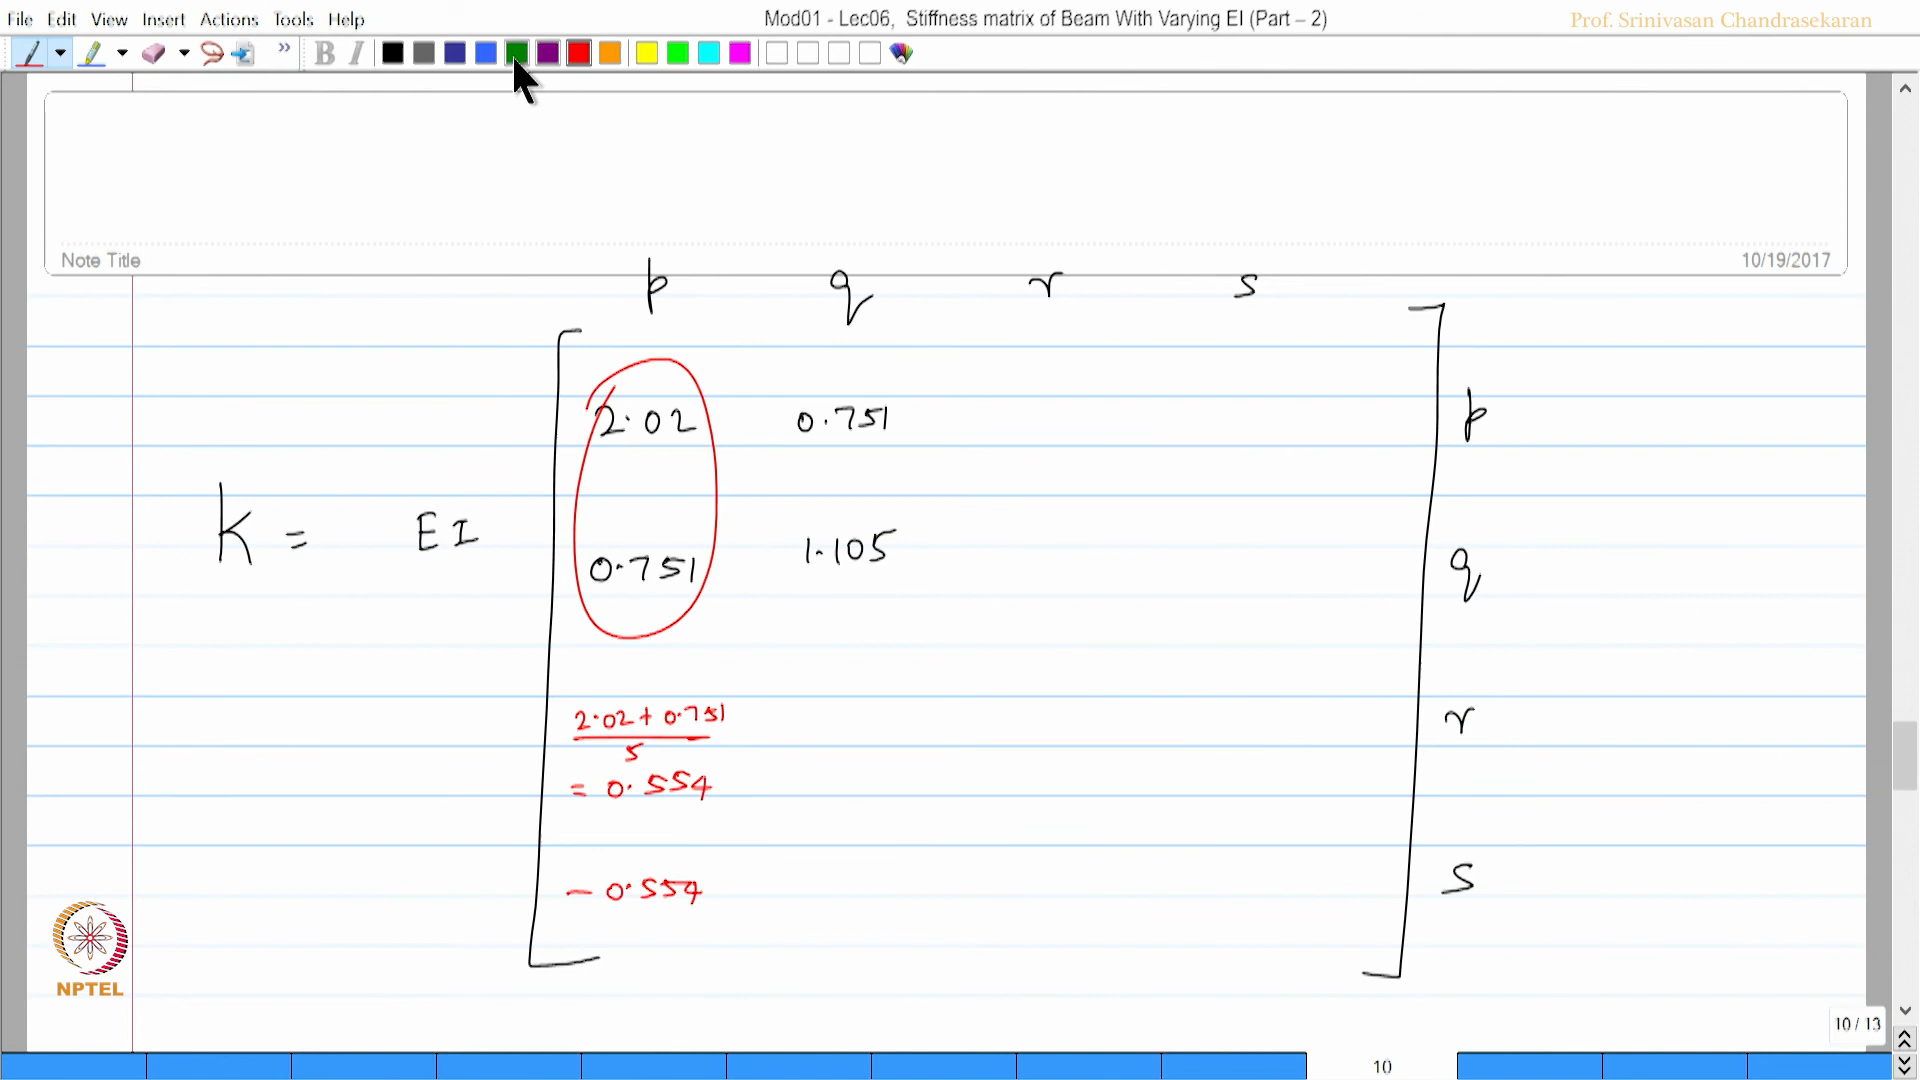 File Edit View Insert Actions Tools Help
Mod01 - Lec06, Stiffness matrix of Beam With Varying EI (Part – 2)
Prof. Srinivasan Chandrasekaran
B I
Note Title
10/19/2017
p q r s
2.02 0.751 p
K = EI
0.751 1.105 q
2.02 + 0.751 r
5
= 0.554
- 0.554 s
NPTEL
10 / 13
10